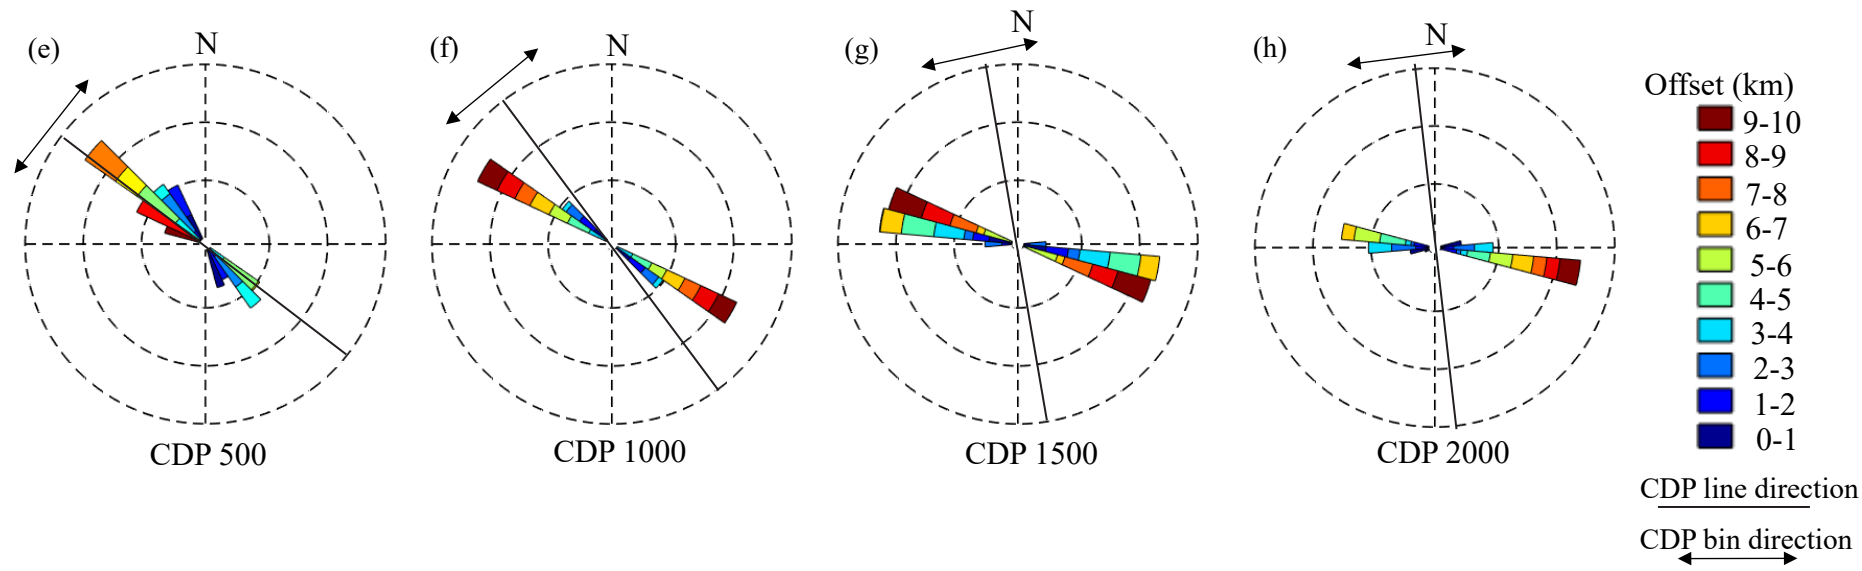 (e)
N
CDP 500
(f)
N
CDP 1000
(g)
N
CDP 1500
(h)
N
CDP 2000
Offset (km)
9-10
8-9
7-8
6-7
5-6
4-5
3-4
2-3
1-2
0-1
CDP line direction
CDP bin direction